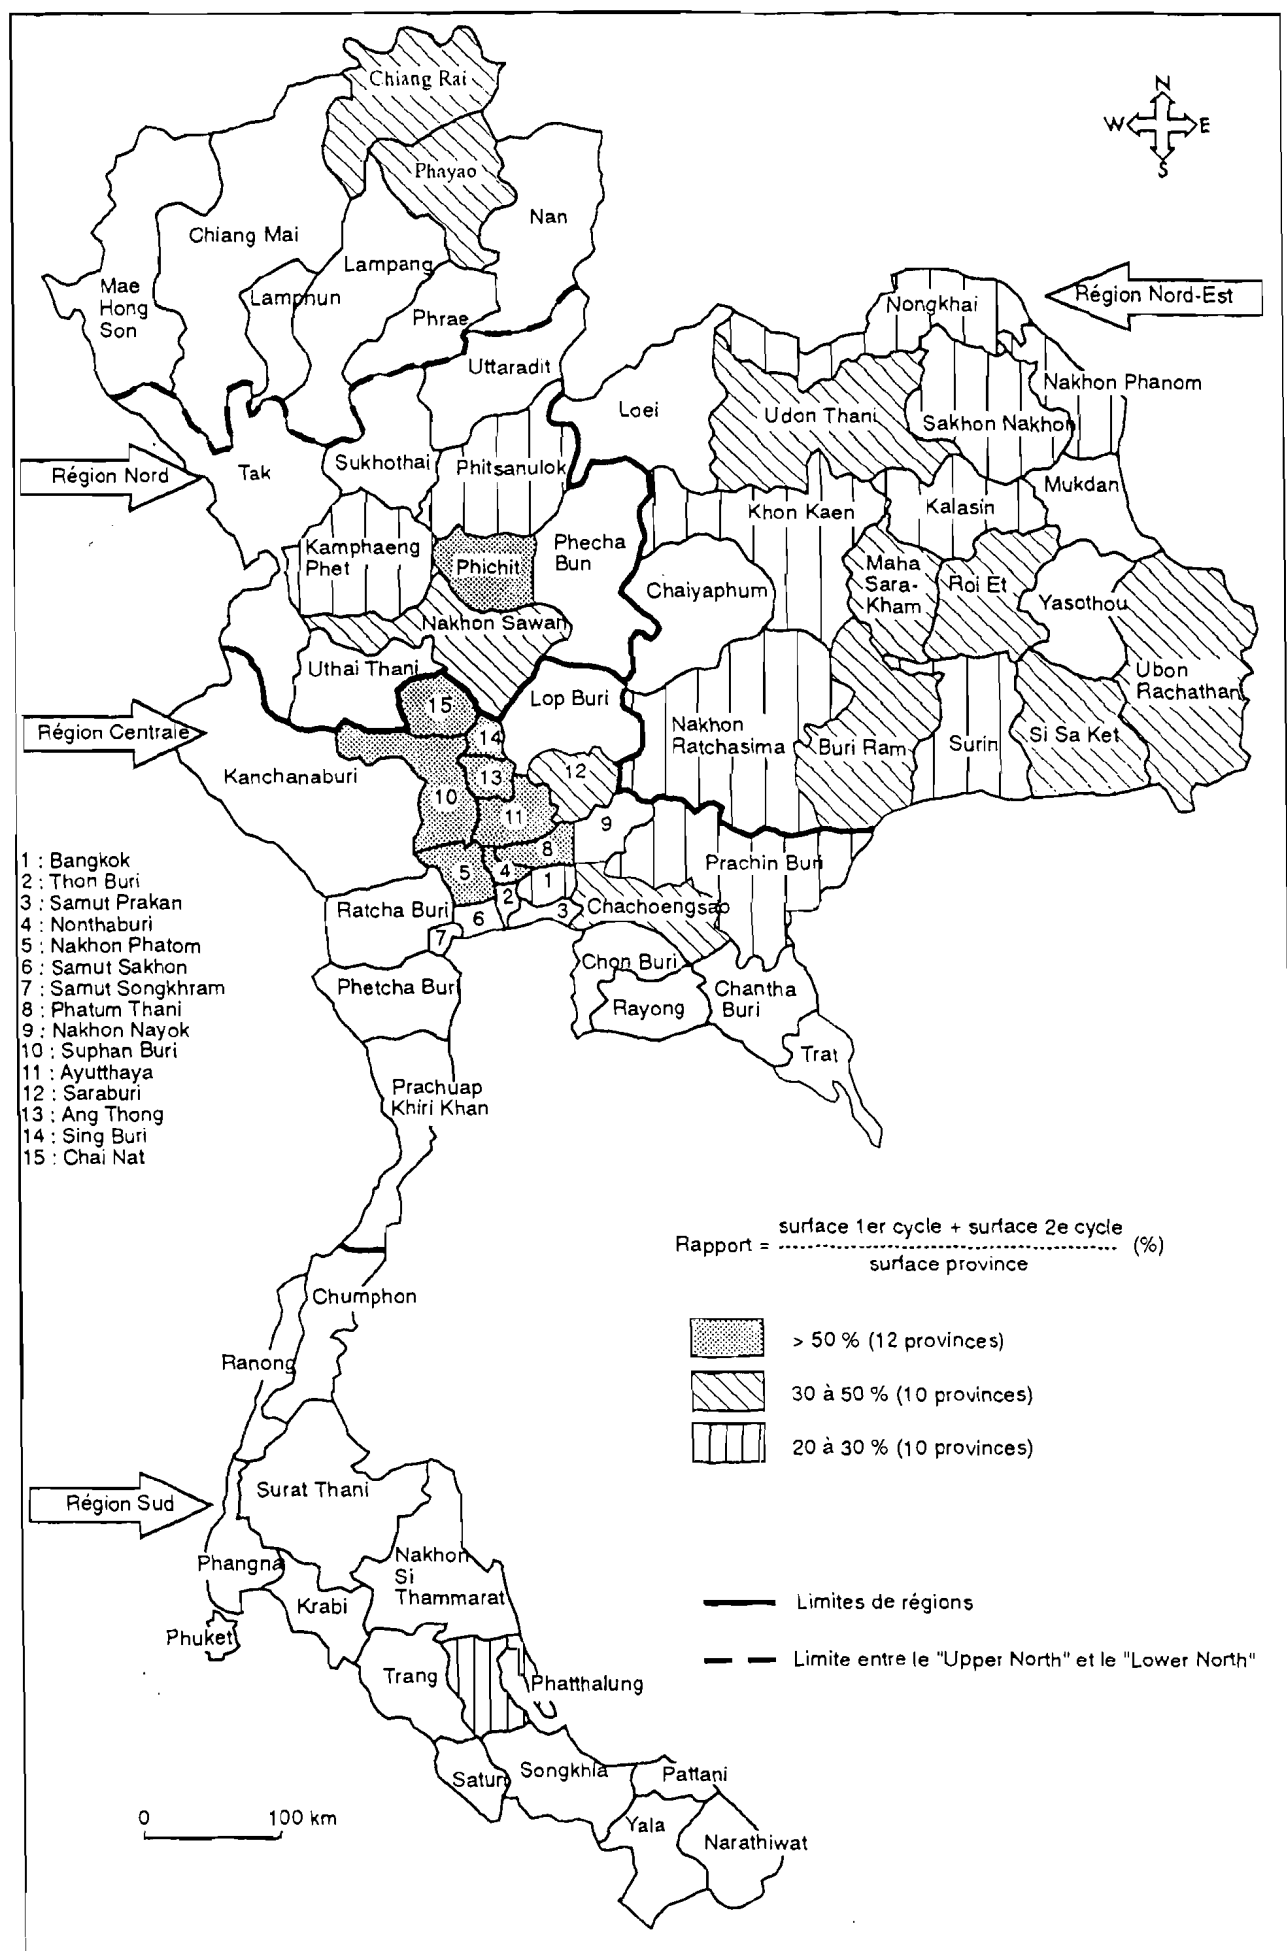 Chiang Rai
N
W E
S
Phayao
Nan
Chiang Mai
Lampang
Mae
Hong
Son
Lamphun
Phrae
Nongkhai
Région Nord-Est
Uttaradit
Nakhon Phanom
Loei
Udon Thani
Sakhon Nakhon
Région Nord
Tak
Sukhothai
Phitsanulok
Mukdan
Khon Kaen
Kalasin
Kamphaeng
Phet
Phichit
Phecha
Bun
Chaiyaphum
Maha
Sara-
Kham
Roi Et
Yasothou
Nakhon Sawan
Uthai Thani
Ubon
Rachathan
Lop Buri
15
Région Centrale
14
Nakhon
Ratchasima
Buri Ram
Surin
Si Sa Ket
Kanchanaburi
13
12
10
11
9
8
Prachin Buri
5
4
1
2
3
6
7
Ratcha Buri
Chachoengsao
1 : Bangkok
2 : Thon Buri
3 : Samut Prakan
4 : Nonthaburi
5 : Nakhon Phatom
6 : Samut Sakhon
7 : Samut Songkhram
8 : Phatum Thani
9 : Nakhon Nayok
10 : Suphan Buri
11 : Ayutthaya
12 : Saraburi
13 : Ang Thong
14 : Sing Buri
15 : Chai Nat
Phetcha Buri
Chon Buri
Rayong
Chantha
Buri
Trat
Prachuap
Khiri Khan
Rapport = surface 1er cycle + surface 2e cycle (%)
surface province
Chumphon
> 50 % (12 provinces)
Ranong
30 à 50 % (10 provinces)
20 à 30 % (10 provinces)
Surat Thani
Région Sud
Phangna
Nakhon
Si
Thammarat
Krabi
Limites de régions
Phuket
Limite entre le "Upper North" et le "Lower North"
Trang
Phatthalung
Satun
Songkhla
Pattani
0 100 km
Yala
Narathiwat